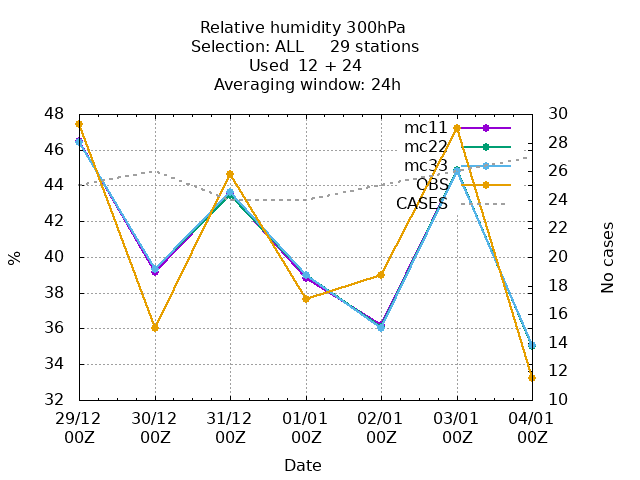 Relative humidity 300hPa
Selection: ALL     29 stations
Used  12 + 24
Averaging window: 24h
48 30
mc11
28
46 mc22
mc33 26
44 OBS
24
CASES
42 22
% 40 20 No cases
38 18
16
36
14
34
12
32 10
29/12 30/12 31/12 01/01 02/01 03/01 04/01
00Z 00Z 00Z 00Z 00Z 00Z 00Z
Date